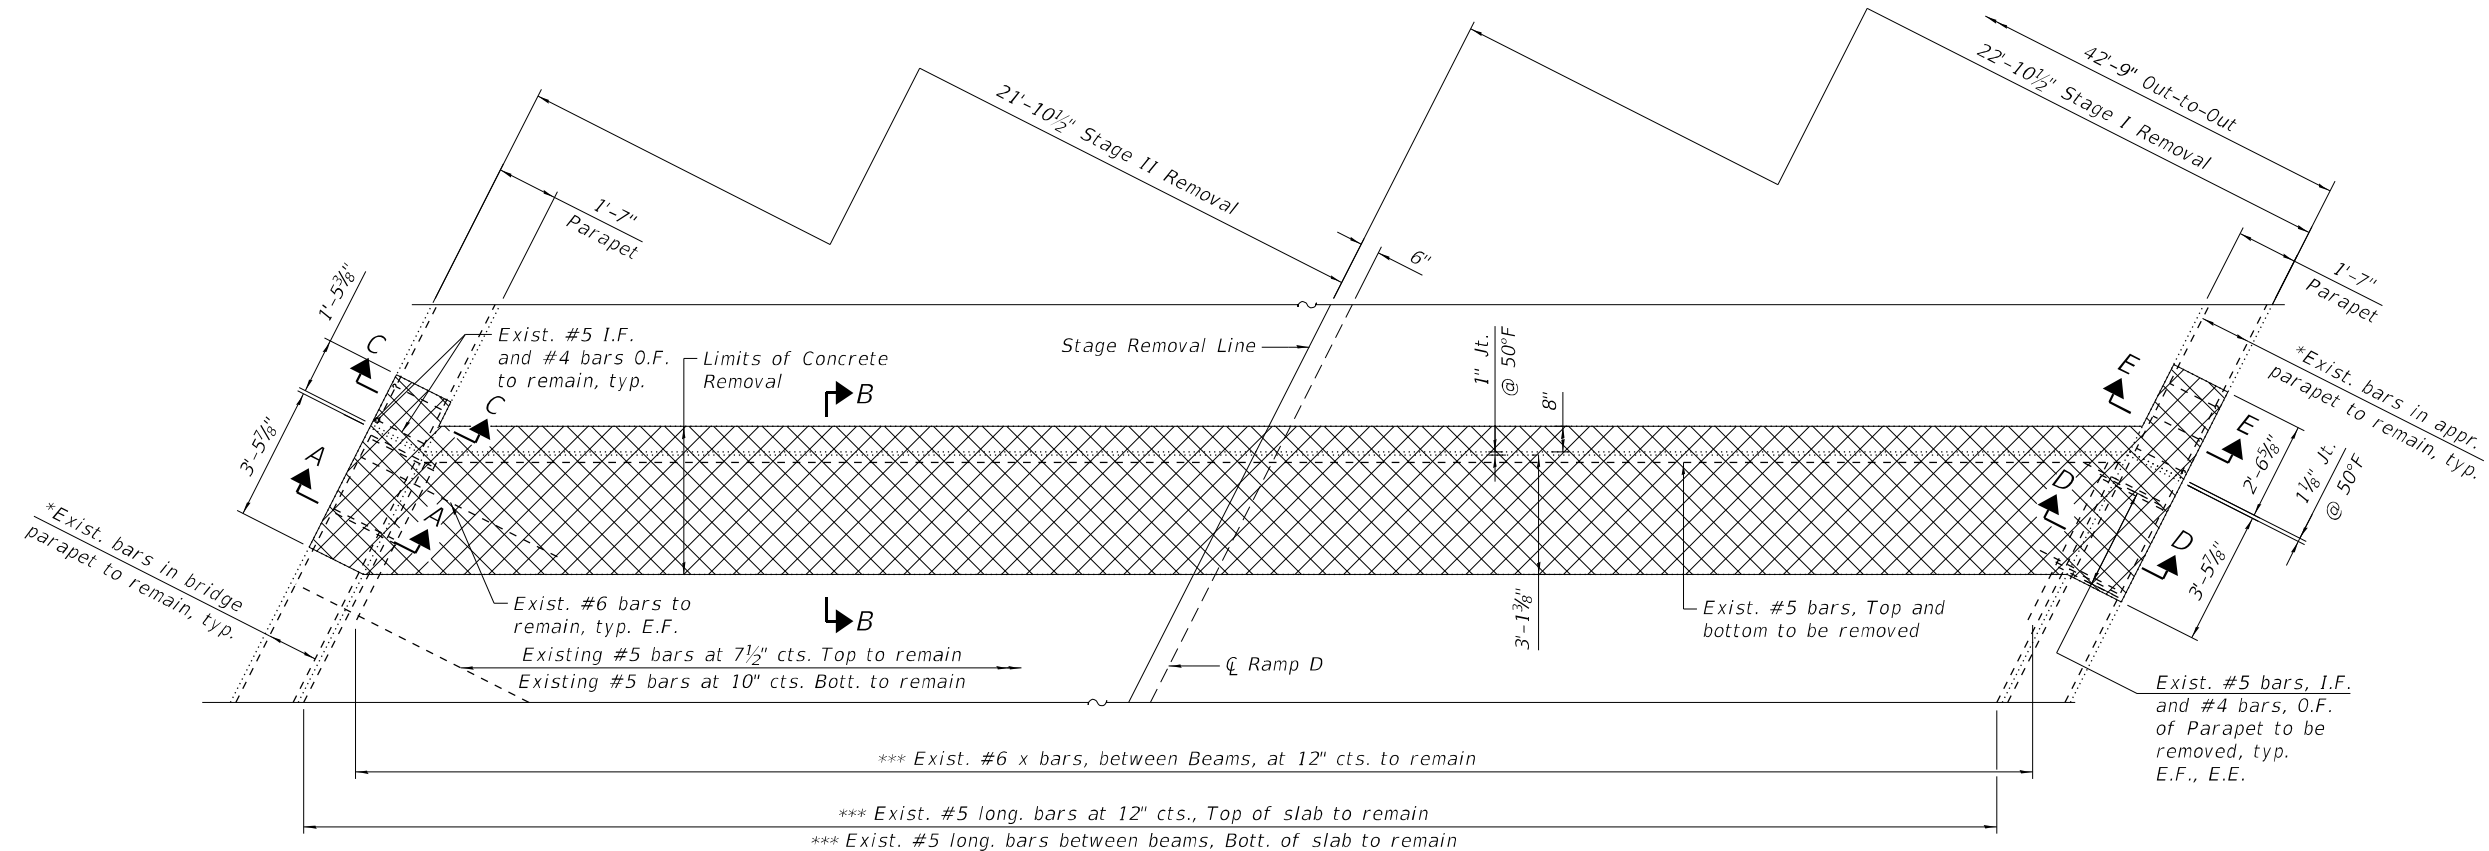 42'-9" Out-to-Out
22'-10½" Stage I Removal
21'-10½" Stage II Removal
1'-7"
Parapet
6"
1'-7"
Parapet
1'-5⅜"
3'-5⅞"
C
C
A
A
Exist. #5 I.F.
and #4 bars O.F.
to remain, typ.
Limits of Concrete
Removal
B
B
Stage Removal Line
1" Jt.
@ 50°F
8"
E
E
*Exist. bars in appr.
parapet to remain, typ.
2'-6⅝"
1⅛" Jt.
@ 50°F
D
D
3'-5⅞"
*Exist. bars in bridge
parapet to remain, typ.
Exist. #6 bars to
remain, typ. E.F.
Existing #5 bars at 7½" cts. Top to remain
Existing #5 bars at 10" cts. Bott. to remain
℄ Ramp D
3'-1⅜"
Exist. #5 bars, Top and
bottom to be removed
Exist. #5 bars, I.F.
and #4 bars, O.F.
of Parapet to be
removed, typ.
E.F., E.E.
*** Exist. #6 x bars, between Beams, at 12" cts. to remain
*** Exist. #5 long. bars at 12" cts., Top of slab to remain
*** Exist. #5 long. bars between beams, Bott. of slab to remain